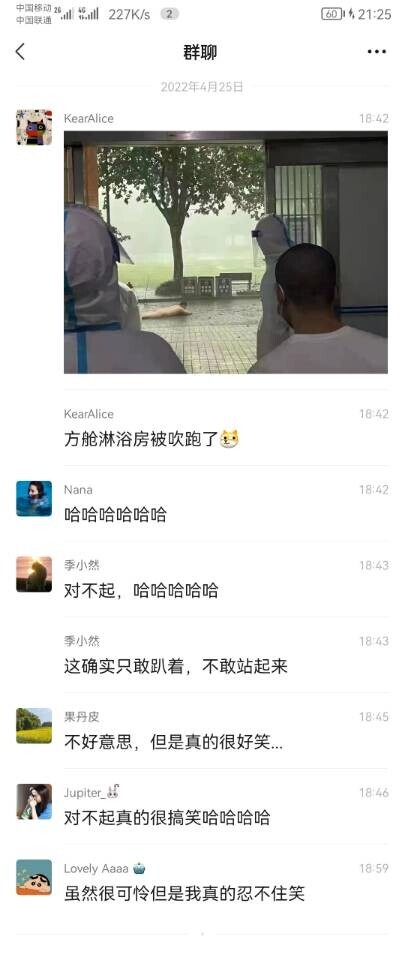 中国移动 2G 4G 227K/s 2 60 21:25
中国联通
群聊
2022年4月25日
KearAlice 18:42
KearAlice 18:42
方舱淋浴房被吹跑了
Nana 18:42
哈哈哈哈哈哈
季小然 18:43
对不起，哈哈哈哈哈
季小然 18:43
这确实只敢趴着，不敢站起来
果丹皮 18:45
不好意思，但是真的很好笑...
Jupiter_ 18:46
对不起真的很搞笑哈哈哈哈
Lovely Aaaa 18:59
虽然很可怜但是我真的忍不住笑